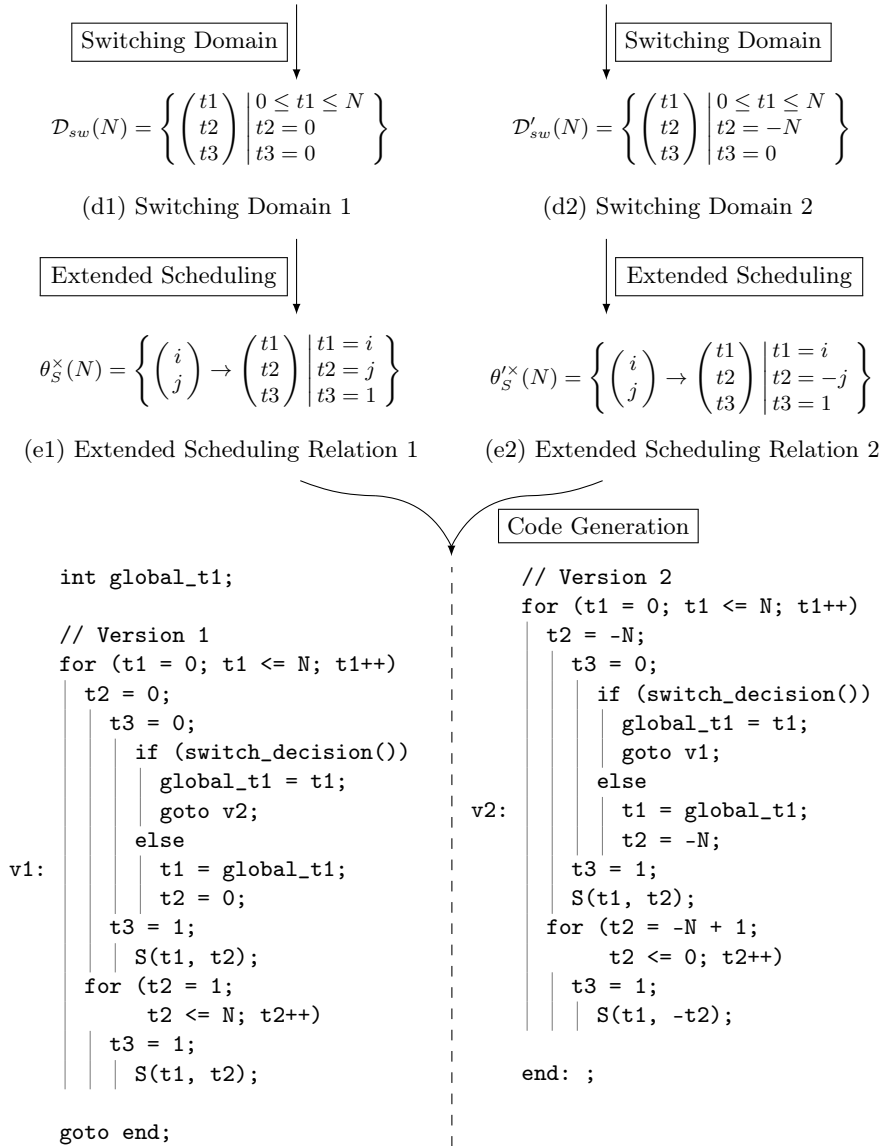 Switching Domain
𝒟sw(N) = { (t1 t2 t3) | 0 ≤ t1 ≤ N
t2 = 0
t3 = 0 }
(d1) Switching Domain 1
Extended Scheduling
θ_S^×(N) = { (i j) → (t1 t2 t3) | t1 = i
t2 = j
t3 = 1 }
(e1) Extended Scheduling Relation 1
Switching Domain
𝒟′sw(N) = { (t1 t2 t3) | 0 ≤ t1 ≤ N
t2 = −N
t3 = 0 }
(d2) Switching Domain 2
Extended Scheduling
θ_S^′×(N) = { (i j) → (t1 t2 t3) | t1 = i
t2 = −j
t3 = 1 }
(e2) Extended Scheduling Relation 2
Code Generation
int global_t1;
// Version 1
for (t1 = 0; t1 <= N; t1++)
t2 = 0;
t3 = 0;
if (switch_decision())
global_t1 = t1;
goto v2;
else
v1: t1 = global_t1;
t2 = 0;
t3 = 1;
S(t1, t2);
for (t2 = 1;
t2 <= N; t2++)
t3 = 1;
S(t1, t2);
goto end;
// Version 2
for (t1 = 0; t1 <= N; t1++)
t2 = -N;
t3 = 0;
if (switch_decision())
global_t1 = t1;
goto v1;
else
v2: t1 = global_t1;
t2 = -N;
t3 = 1;
S(t1, t2);
for (t2 = -N + 1;
t2 <= 0; t2++)
t3 = 1;
S(t1, -t2);
end: ;